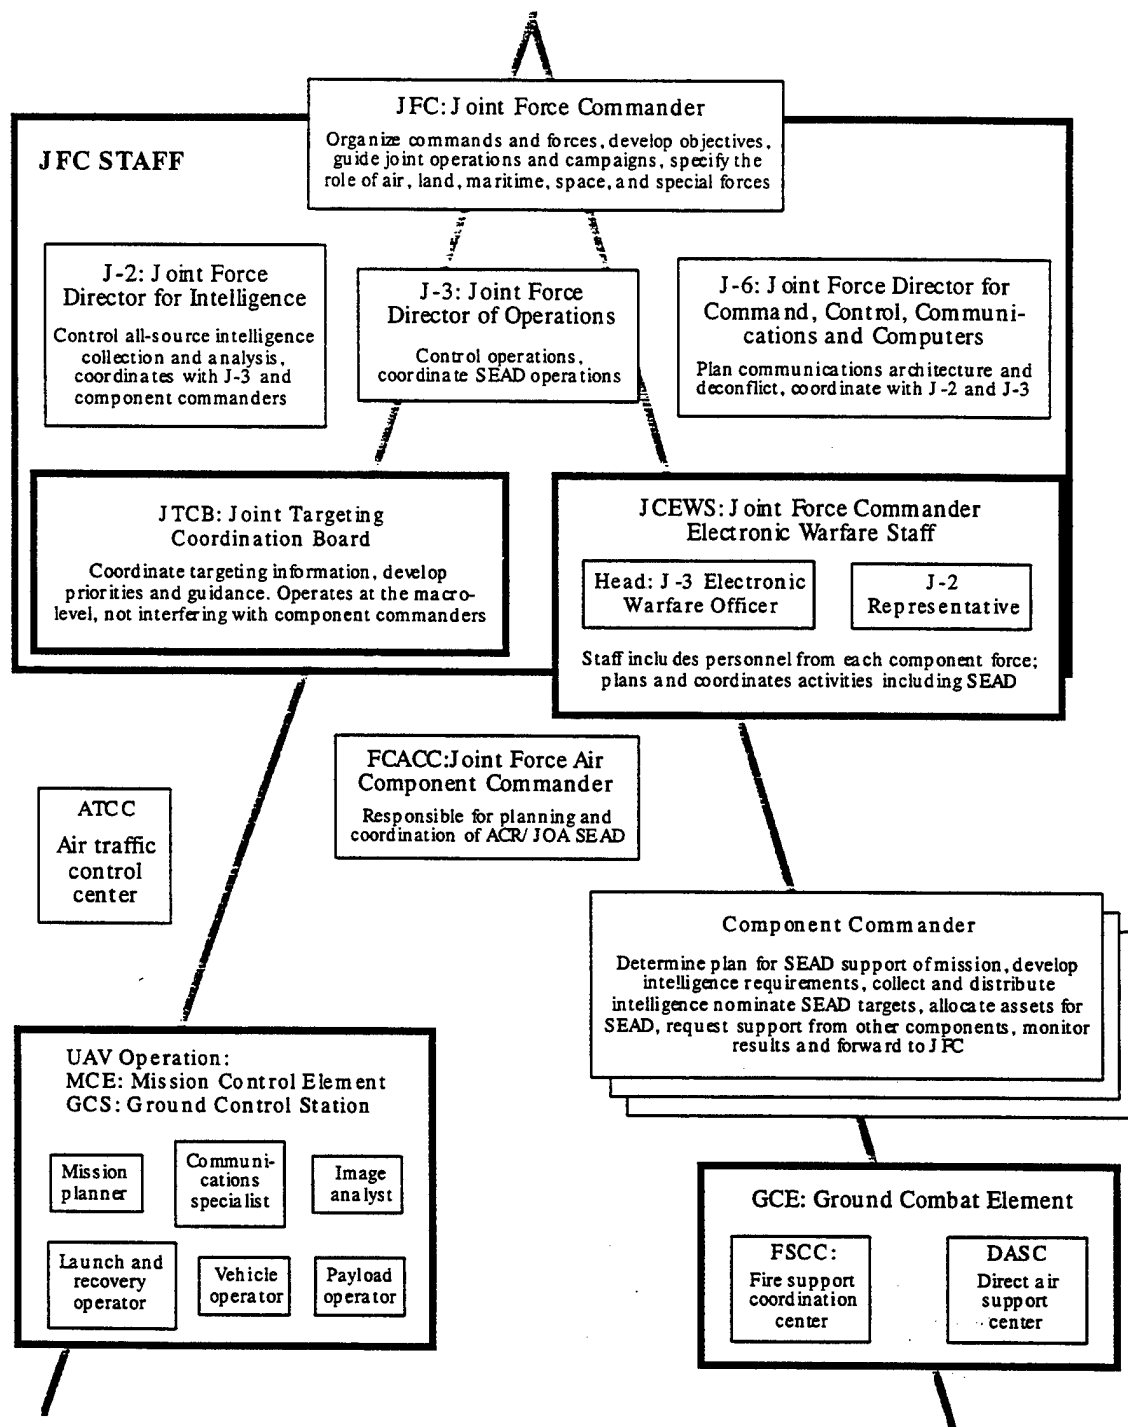 JFC: Joint Force Commander
Organize commands and forces, develop objectives,
guide joint operations and campaigns, specify the
role of air, land, maritime, space, and special forces
JFC STAFF
J-2: Joint Force
Director for Intelligence
Control all-source intelligence
collection and analysis,
coordinates with J-3 and
component commanders
J-3: Joint Force
Director of Operations
Control operations,
coordinate SEAD operations
J-6: Joint Force Director for
Command, Control, Communi-
cations and Computers
Plan communications architecture and
deconflict, coordinate with J-2 and J-3
JTCB: Joint Targeting
Coordination Board
Coordinate targeting information, develop
priorities and guidance. Operates at the macro-
level, not interfering with component commanders
JCEWS: Joint Force Commander
Electronic Warfare Staff
Head: J-3 Electronic
Warfare Officer
J-2
Representative
Staff includes personnel from each component force;
plans and coordinates activities including SEAD
FCACC:Joint Force Air
Component Commander
Responsible for planning and
coordination of ACR/JOA SEAD
ATCC
Air traffic
control
center
Component Commander
Determine plan for SEAD support of mission, develop
intelligence requirements, collect and distribute
intelligence nominate SEAD targets, allocate assets for
SEAD, request support from other components, monitor
results and forward to JFC
UAV Operation:
MCE: Mission Control Element
GCS: Ground Control Station
Mission
planner
Communi-
cations
specialist
Image
analyst
Launch and
recovery
operator
Vehicle
operator
Payload
operator
GCE: Ground Combat Element
FSCC:
Fire support
coordination
center
DASC
Direct air
support
center